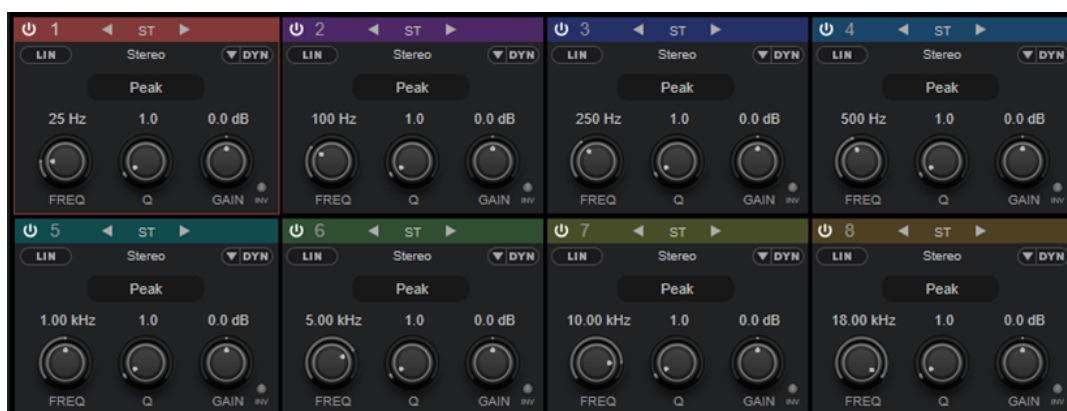 1 ST 2 ST 3 ST 4 ST
LIN Stereo DYN LIN Stereo DYN LIN Stereo DYN LIN Stereo DYN
Peak Peak Peak Peak
25 Hz 1.0 0.0 dB 100 Hz 1.0 0.0 dB 250 Hz 1.0 0.0 dB 500 Hz 1.0 0.0 dB
FREQ Q GAIN INV FREQ Q GAIN INV FREQ Q GAIN INV FREQ Q GAIN INV
5 ST 6 ST 7 ST 8 ST
LIN Stereo DYN LIN Stereo DYN LIN Stereo DYN LIN Stereo DYN
Peak Peak Peak Peak
1.00 kHz 1.0 0.0 dB 5.00 kHz 1.0 0.0 dB 10.00 kHz 1.0 0.0 dB 18.00 kHz 1.0 0.0 dB
FREQ Q GAIN INV FREQ Q GAIN INV FREQ Q GAIN INV FREQ Q GAIN INV